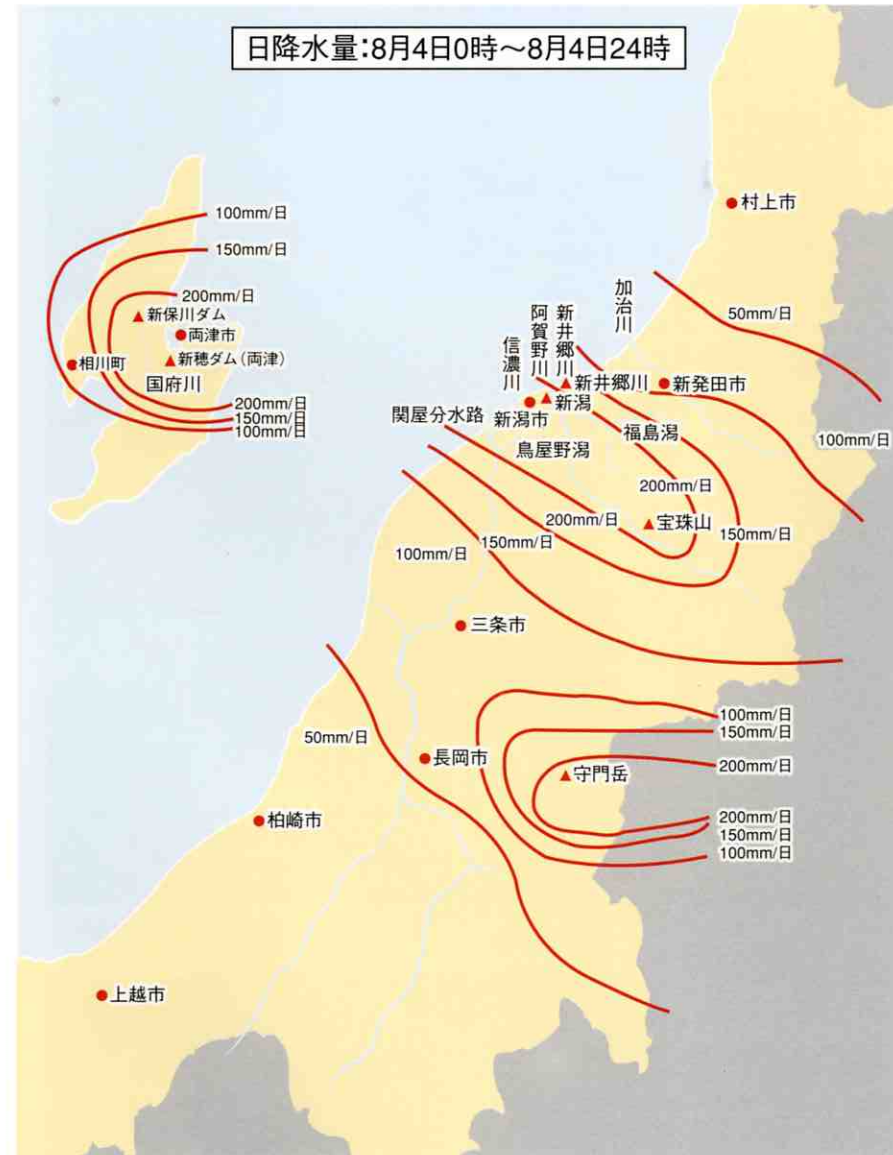 日降水量:8月4日0時～8月4日24時
村上市
100mm/日
150mm/日
200mm/日
新保川ダム
両津市
相川町
新穂ダム(両津)
国府川
200mm/日
150mm/日
100mm/日
加治川
50mm/日
新井郷川
阿賀野川
信濃川
新井郷川
新発田市
新潟
新潟市
関屋分水路
福島潟
鳥屋野潟
100mm/日
200mm/日
200mm/日
宝珠山
150mm/日
150mm/日
100mm/日
三条市
50mm/日
100mm/日
150mm/日
長岡市
200mm/日
守門岳
200mm/日
150mm/日
100mm/日
柏崎市
上越市